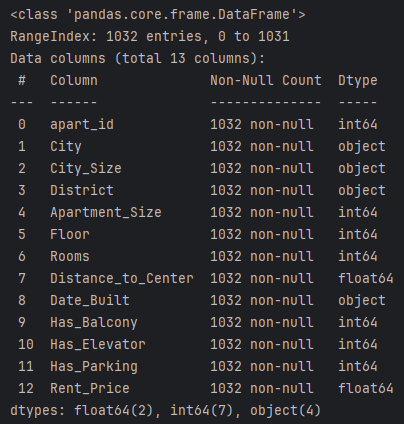 <class 'pandas.core.frame.DataFrame'>
RangeIndex: 1032 entries, 0 to 1031
Data columns (total 13 columns):
 #   Column              Non-Null Count  Dtype
---  ------              --------------  -----
 0   apart_id            1032 non-null   int64
 1   City                1032 non-null   object
 2   City_Size           1032 non-null   object
 3   District            1032 non-null   object
 4   Apartment_Size      1032 non-null   int64
 5   Floor               1032 non-null   int64
 6   Rooms               1032 non-null   int64
 7   Distance_to_Center  1032 non-null   float64
 8   Date_Built          1032 non-null   object
 9   Has_Balcony         1032 non-null   int64
 10  Has_Elevator        1032 non-null   int64
 11  Has_Parking         1032 non-null   int64
 12  Rent_Price          1032 non-null   float64
dtypes: float64(2), int64(7), object(4)